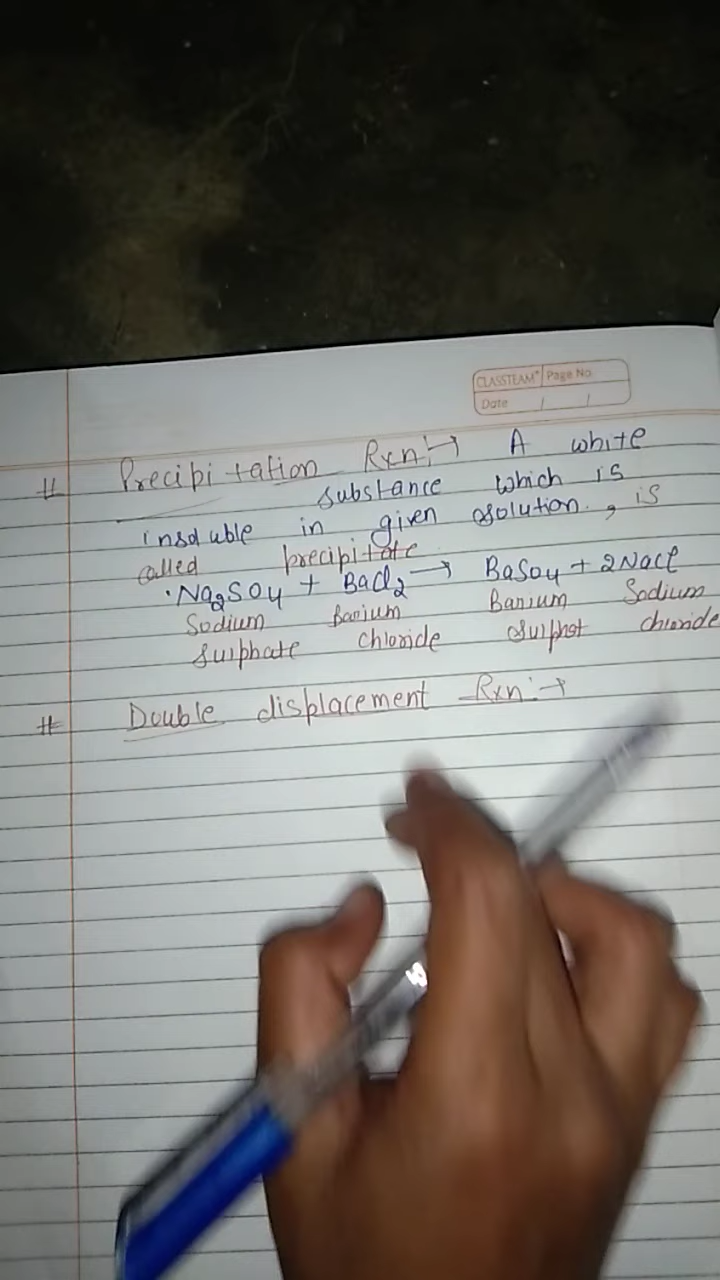 CLASSTEAM Page No
Date / /
# Precipitation Rxn:→ A white
substance which is
insoluble in given solution, is
called precipitate
Na2SO4 + BaCl2 → BaSO4 + 2NaCl
Sodium Barium Barium Sodium
sulphate chloride sulphat chloride
# Double displacement Rxn:→